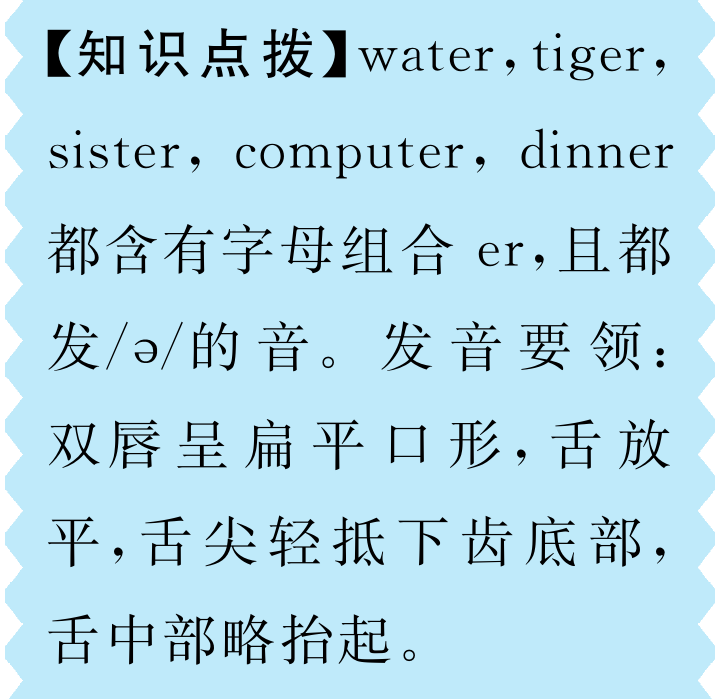 【知识点拨】water，tiger，
sister，computer，dinner
都含有字母组合 er，且都
发/ə/的音。发音要领：
双唇呈扁平口形，舌放
平，舌尖轻抵下齿底部，
舌中部略抬起。